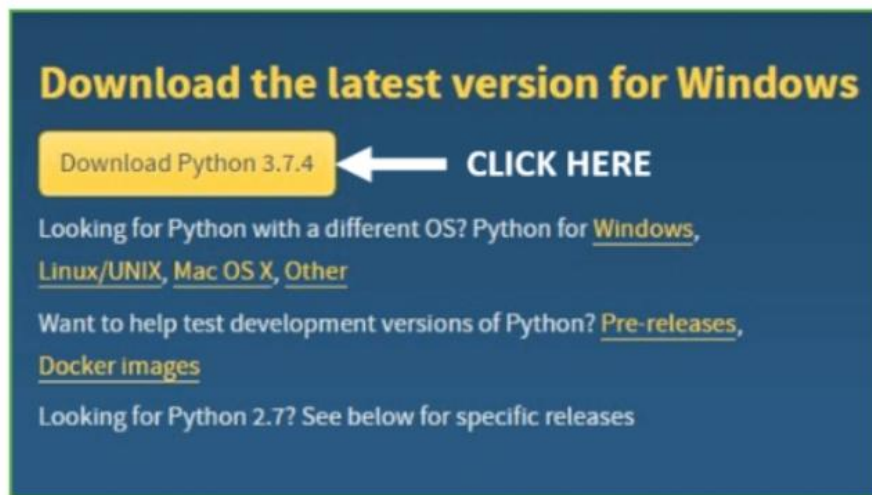 Download the latest version for Windows
Download Python 3.7.4 CLICK HERE
Looking for Python with a different OS? Python for Windows,
Linux/UNIX, Mac OS X, Other
Want to help test development versions of Python? Pre-releases,
Docker images
Looking for Python 2.7? See below for specific releases